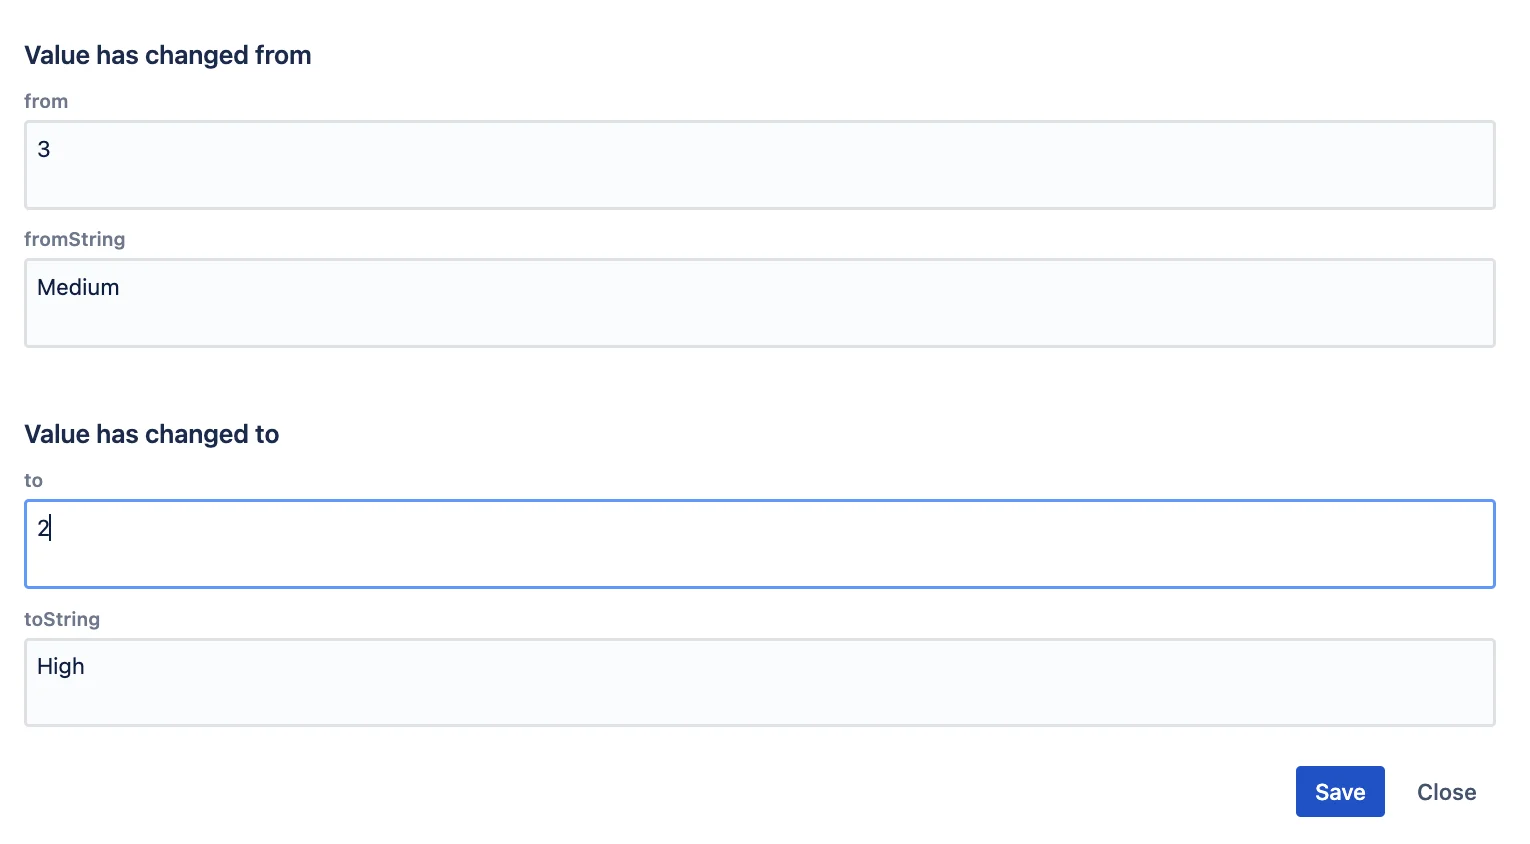 Value has changed from
from
3
fromString
Medium
Value has changed to
to
2
toString
High
Save Close